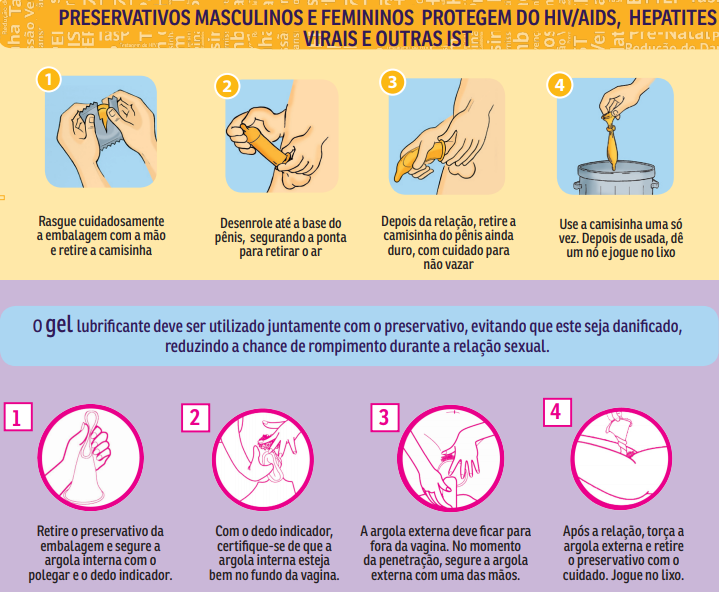 PRESERVATIVOS MASCULINOS E FEMININOS PROTEGEM DO HIV/AIDS, HEPATITES
VIRAIS E OUTRAS IST
1
2
3
4
Rasgue cuidadosamente
a embalagem com a mão
e retire a camisinha
Desenrole até a base do
pênis, segurando a ponta
para retirar o ar
Depois da relação, retire a
camisinha do pênis ainda
duro, com cuidado para
não vazar
Use a camisinha uma só
vez. Depois de usada, dê
um nó e jogue no lixo
O gel lubrificante deve ser utilizado juntamente com o preservativo, evitando que este seja danificado,
reduzindo a chance de rompimento durante a relação sexual.
1
2
3
4
Retire o preservativo da
embalagem e segure a
argola interna com o
polegar e o dedo indicador.
Com o dedo indicador,
certifique-se de que a
argola interna esteja
bem no fundo da vagina.
A argola externa deve ficar para
fora da vagina. No momento
da penetração, segure a argola
externa com uma das mãos.
Após a relação, torça a
argola externa e retire
o preservativo com o
cuidado. Jogue no lixo.